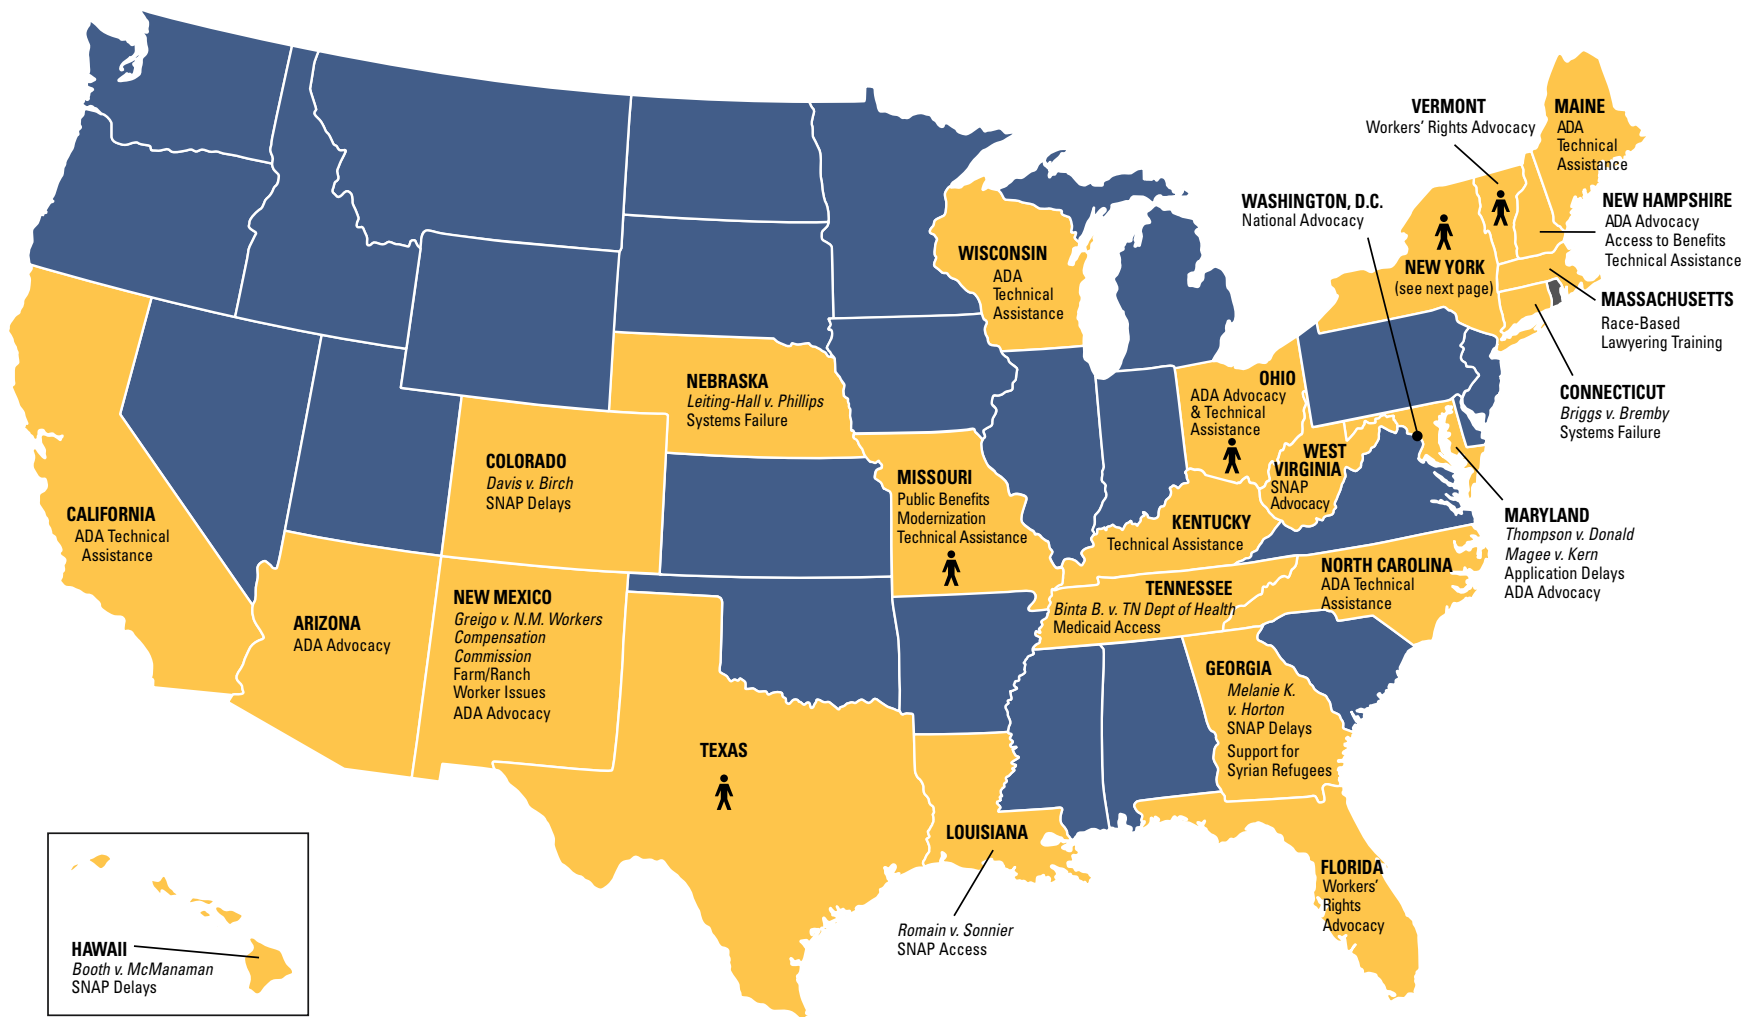 VERMONT
Workers' Rights Advocacy
MAINE
ADA
Technical
Assistance
WASHINGTON, D.C.
National Advocacy
NEW HAMPSHIRE
ADA Advocacy
Access to Benefits
Technical Assistance
WISCONSIN
ADA
Technical
Assistance
NEW YORK
(see next page)
MASSACHUSETTS
Race-Based
Lawyering Training
NEBRASKA
Leiting-Hall v. Phillips
Systems Failure
OHIO
ADA Advocacy
& Technical
Assistance
CONNECTICUT
Briggs v. Bremby
Systems Failure
COLORADO
Davis v. Birch
SNAP Delays
MISSOURI
Public Benefits
Modernization
Technical Assistance
WEST
VIRGINIA
SNAP
Advocacy
CALIFORNIA
ADA Technical
Assistance
KENTUCKY
Technical Assistance
MARYLAND
Thompson v. Donald
Magee v. Kern
Application Delays
ADA Advocacy
ARIZONA
ADA Advocacy
NEW MEXICO
Greigo v. N.M. Workers
Compensation
Commission
Farm/Ranch
Worker Issues
ADA Advocacy
TENNESSEE
Binta B. v. TN Dept of Health
Medicaid Access
NORTH CAROLINA
ADA Technical
Assistance
GEORGIA
Melanie K.
v. Horton
SNAP Delays
Support for
Syrian Refugees
TEXAS
LOUISIANA
Romain v. Sonnier
SNAP Access
FLORIDA
Workers'
Rights
Advocacy
HAWAII
Booth v. McManaman
SNAP Delays